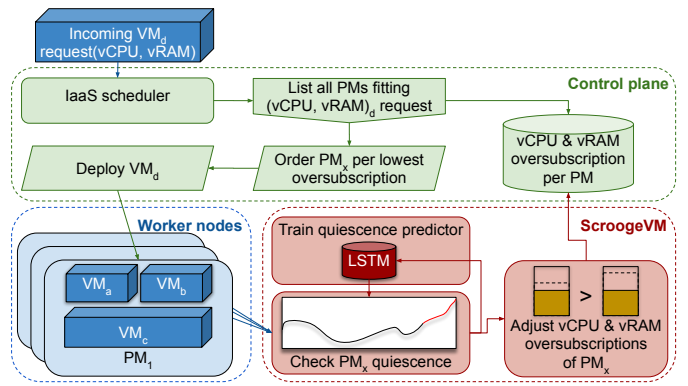 Incoming VMd
request(vCPU, vRAM)
IaaS scheduler
List all PMs fitting
(vCPU, vRAM)d request
Control plane
Deploy VMd
Order PMx per lowest
oversubscription
vCPU & vRAM
oversubscription
per PM
Worker nodes
VMa
VMb
VMc
PM1
Train quiescence predictor
LSTM
Check PMx quiescence
ScroogeVM
>
Adjust vCPU & vRAM
oversubscriptions
of PMx